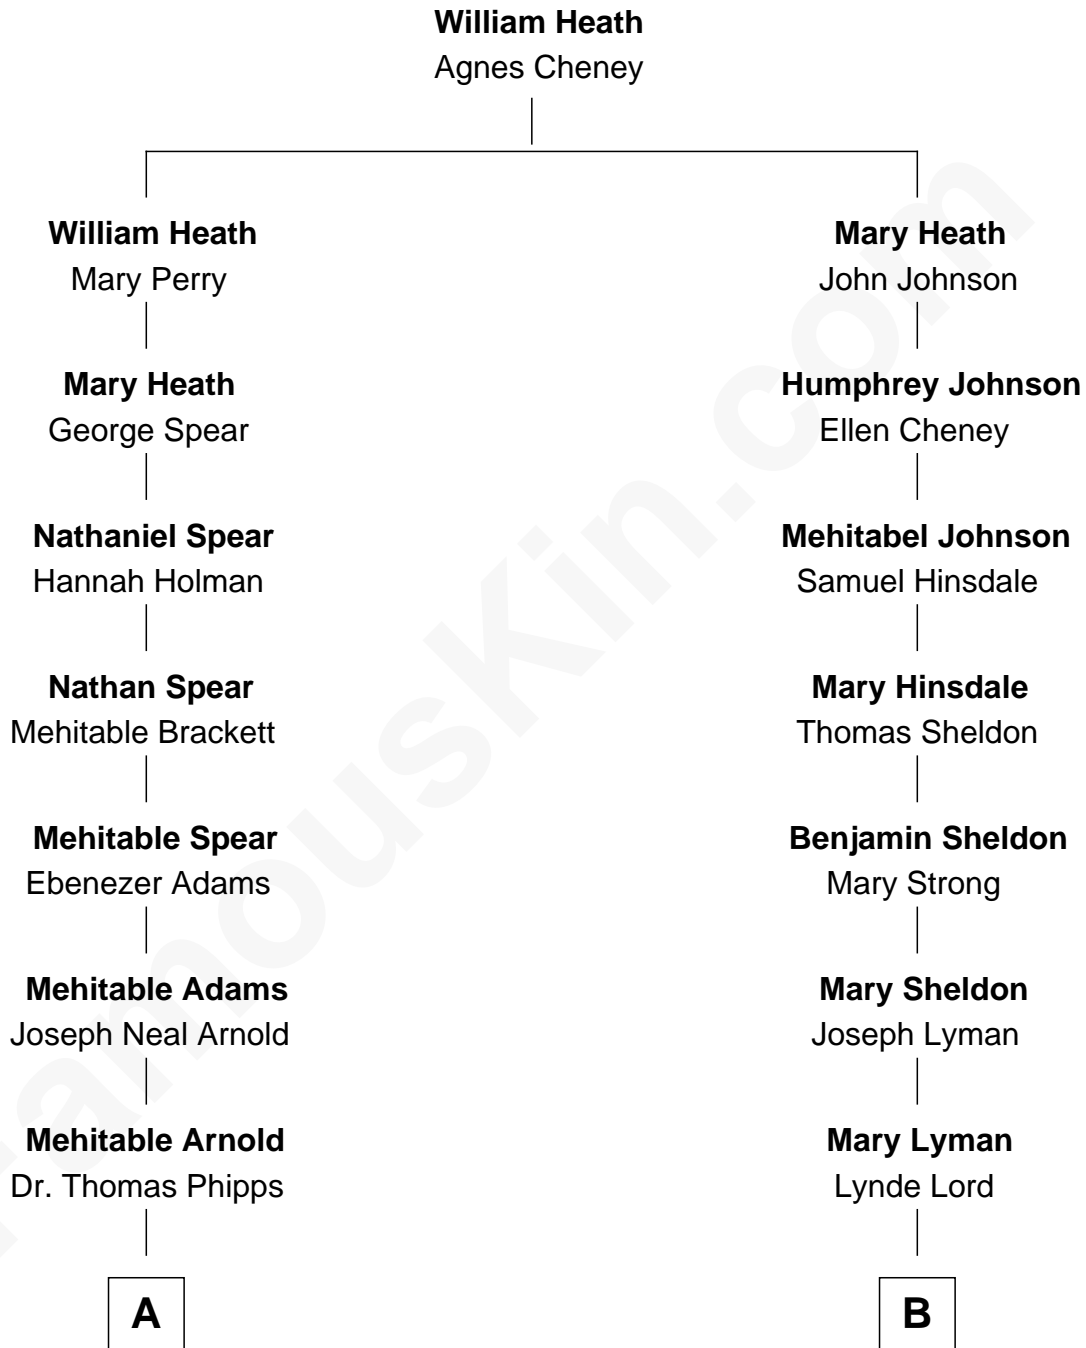 William Heath
Agnes Cheney
William Heath
Mary Perry
Mary Heath
John Johnson
Mary Heath
George Spear
Humphrey Johnson
Ellen Cheney
Nathaniel Spear
Hannah Holman
Mehitabel Johnson
Samuel Hinsdale
Nathan Spear
Mehitable Brackett
Mary Hinsdale
Thomas Sheldon
Mehitable Spear
Ebenezer Adams
Benjamin Sheldon
Mary Strong
Mehitable Adams
Joseph Neal Arnold
Mary Sheldon
Joseph Lyman
Mehitable Arnold
Dr. Thomas Phipps
Mary Lyman
Lynde Lord
A
B
FamousKin.com